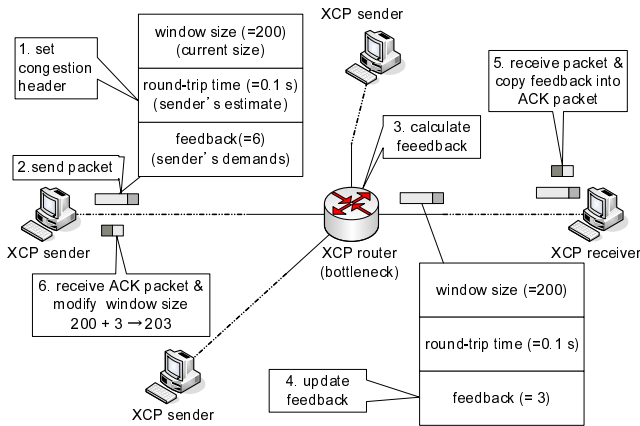 XCP sender
1. set
congestion
header
window size (=200)
(current size)
round-trip time (=0.1 s)
(sender's estimate)
feedback(=6)
(sender's demands)
5. receive packet &
copy feedback into
ACK packet
3. calculate
feeedback
2.send packet
XCP sender
XCP router
(bottleneck)
XCP receiver
6. receive ACK packet &
modify window size
200 + 3 →203
window size (=200)
round-trip time (=0.1 s)
feedback (= 3)
4. update
feedback
XCP sender